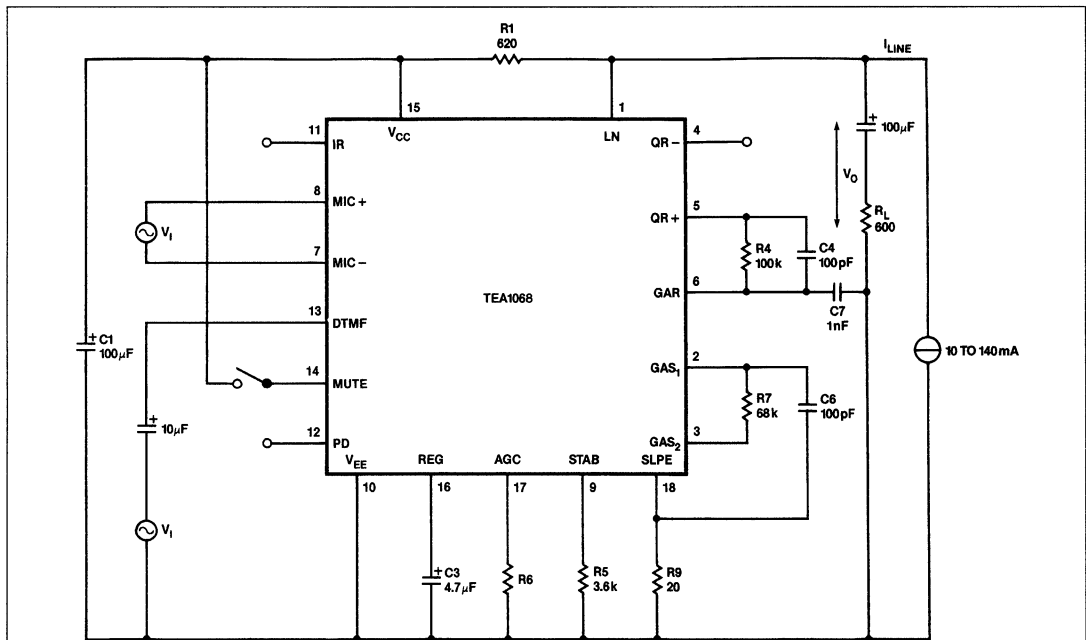 R1
620
I_LINE
15
1
V_CC
LN
11
IR
QR −
4
+
100µF
V_O
8
MIC +
5
QR +
R_L
600
V_I
R4
100k
C4
100pF
7
MIC −
6
GAR
C7
1nF
TEA1068
13
DTMF
+
C1
100µF
10 TO 140mA
14
MUTE
2
GAS_1
R7
68k
C6
100pF
+
10µF
12
PD
3
GAS_2
V_EE
REG
AGC
STAB
SLPE
10
16
17
9
18
V_I
+
C3
4.7µF
R6
R5
3.6k
R9
20